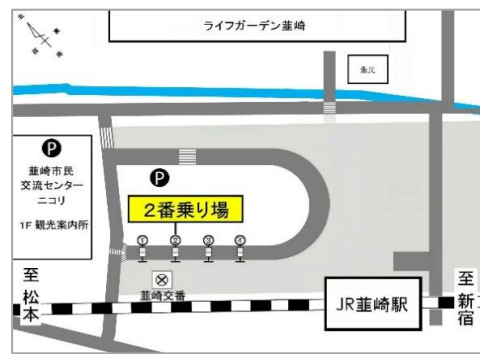 ライフガーデン韮崎
P
韮崎市民
交流センター
ニコリ
1F 観光案内所
P
2番乗り場
① ② ③ ④
韮崎交番
至松本
JR韮崎駅
至新宿